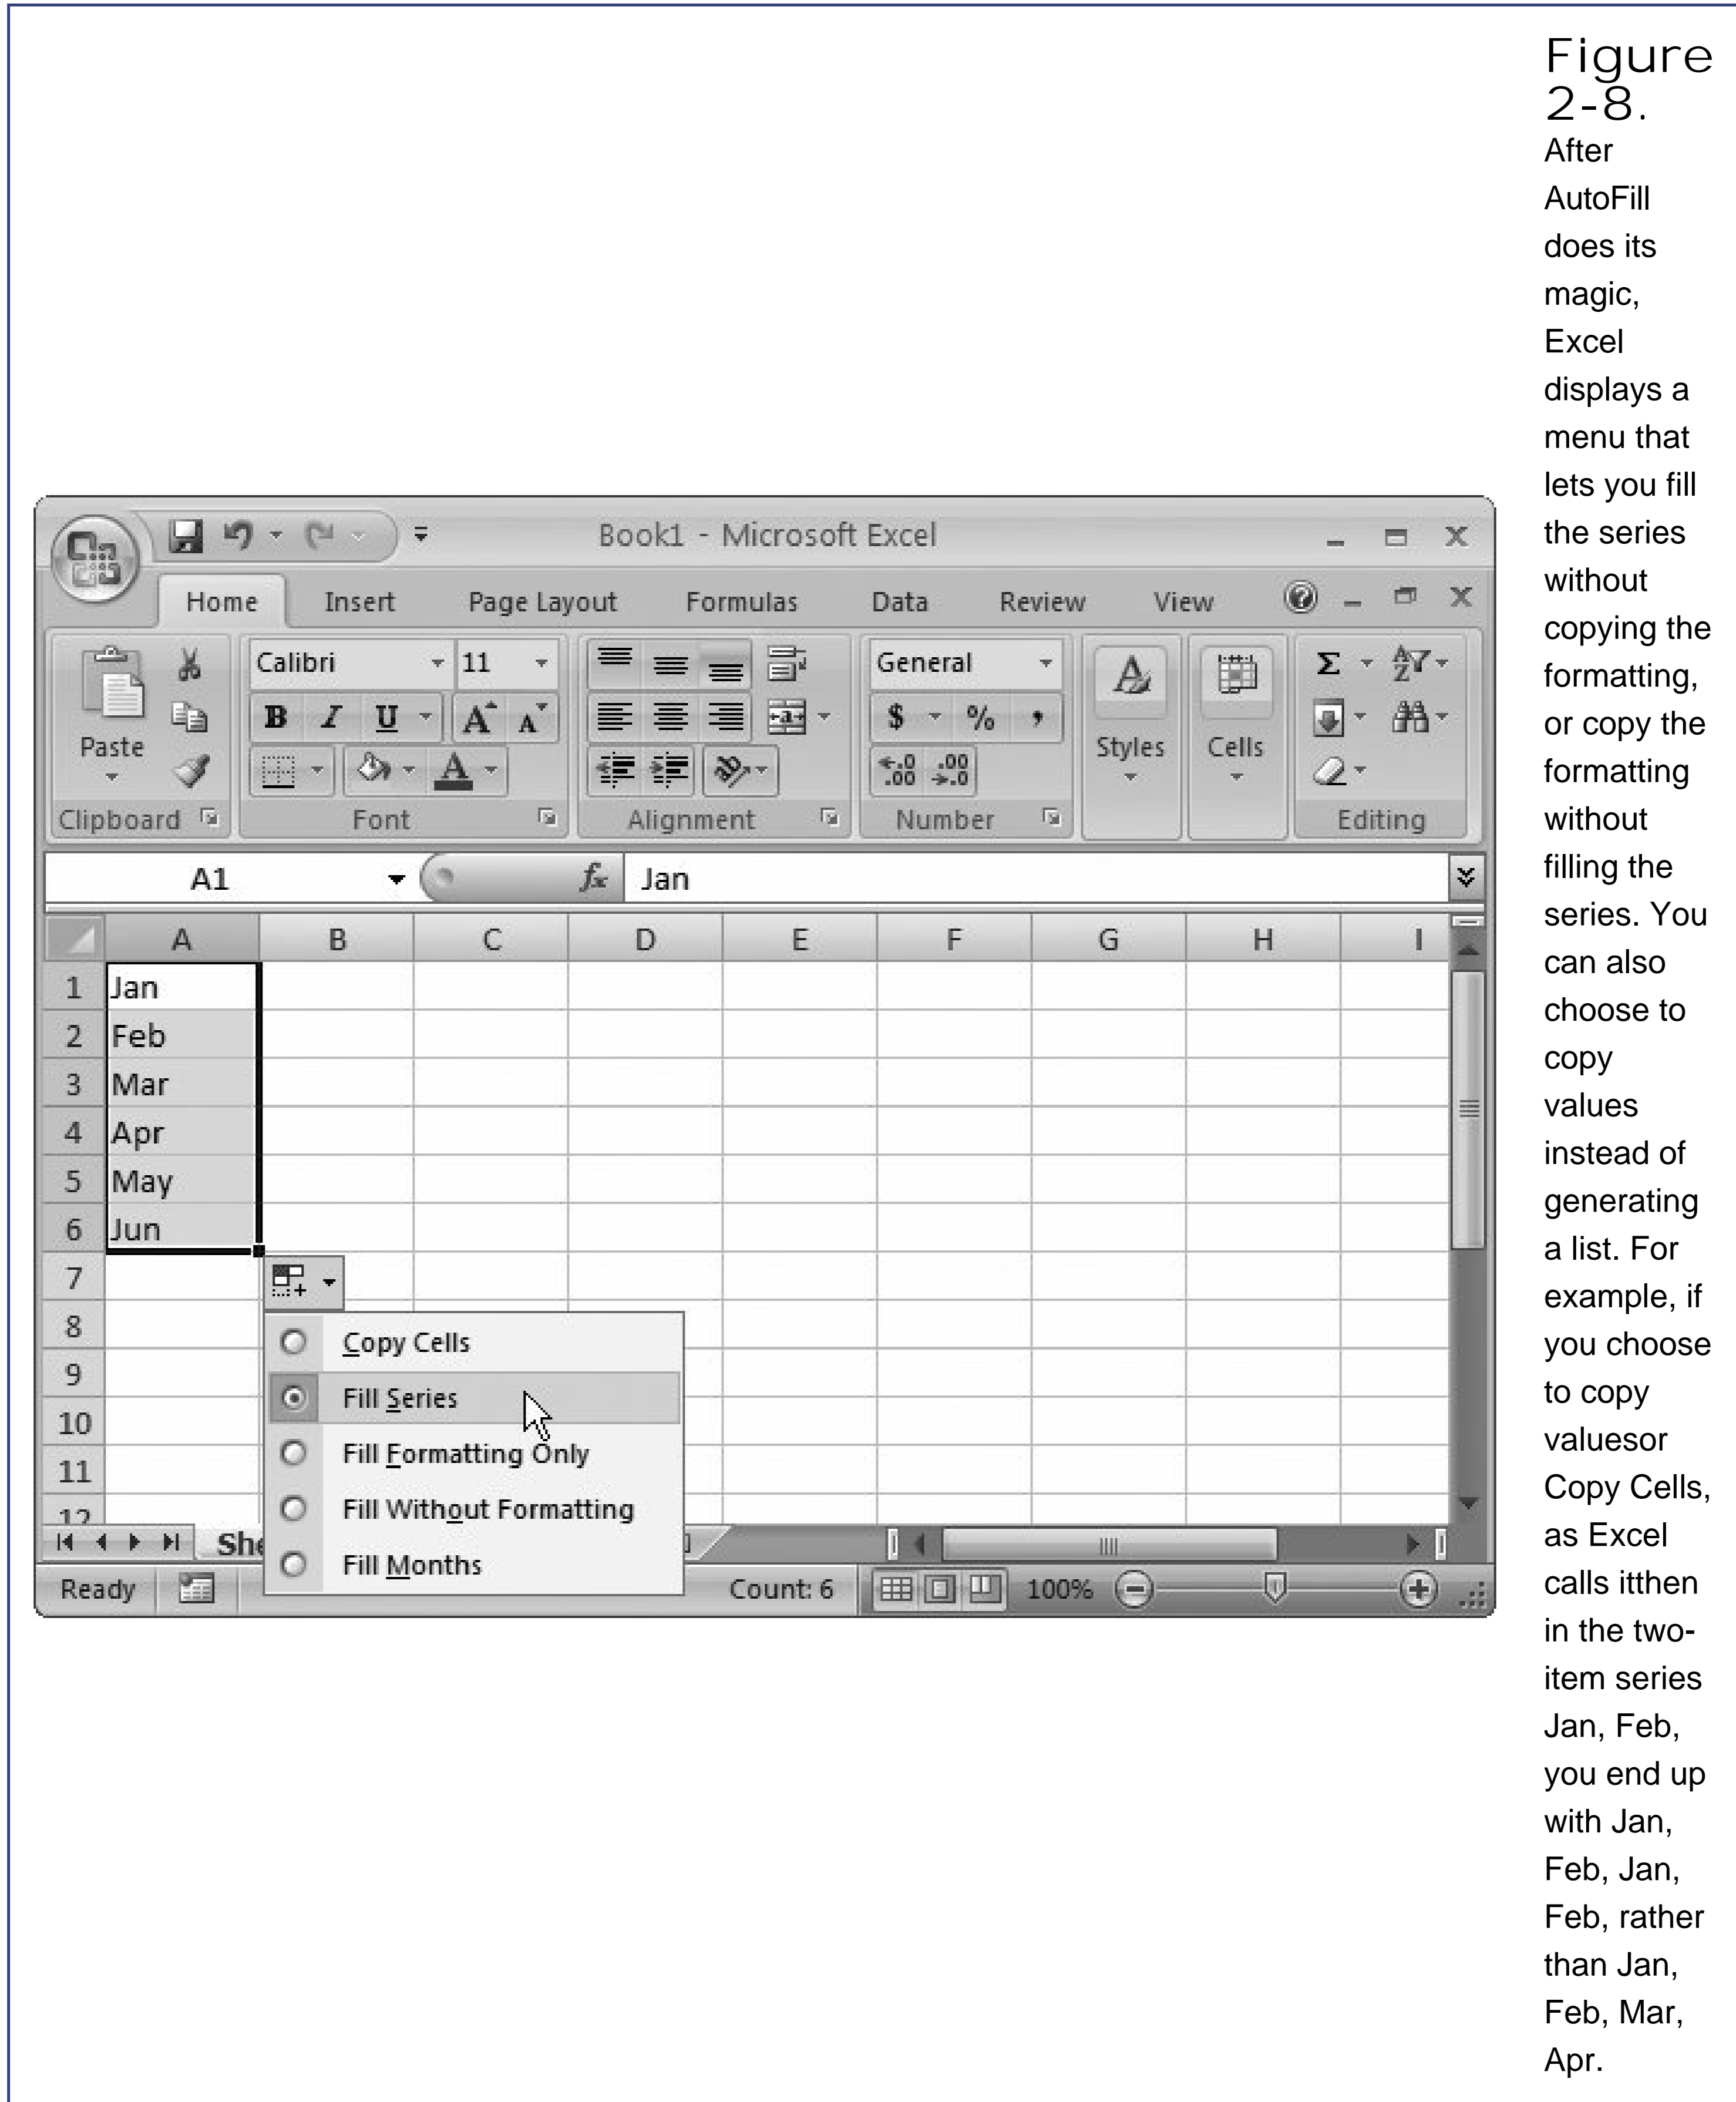 Figure
2-8.
After
AutoFill
does its
magic,
Excel
displays a
menu that
lets you fill
the series
without
copying the
formatting,
or copy the
formatting
without
filling the
series. You
can also
choose to
copy
values
instead of
generating
a list. For
example, if
you choose
to copy
valuesor
Copy Cells,
as Excel
calls itthen
in the two-
item series
Jan, Feb,
you end up
with Jan,
Feb, Jan,
Feb, rather
than Jan,
Feb, Mar,
Apr.
Book1 - Microsoft Excel
Home Insert Page Layout Formulas Data Review View
Calibri 11 General
B I U A A $ % ,
Paste Styles Cells
A .0 .00 .00 .0
Clipboard Font Alignment Number Editing
A1 fx Jan
A B C D E F G H I
1 Jan
2 Feb
3 Mar
4 Apr
5 May
6 Jun
7
8 Copy Cells
9 Fill Series
10
11 Fill Formatting Only
12 Fill Without Formatting
She
Fill Months
Ready Count: 6 100%